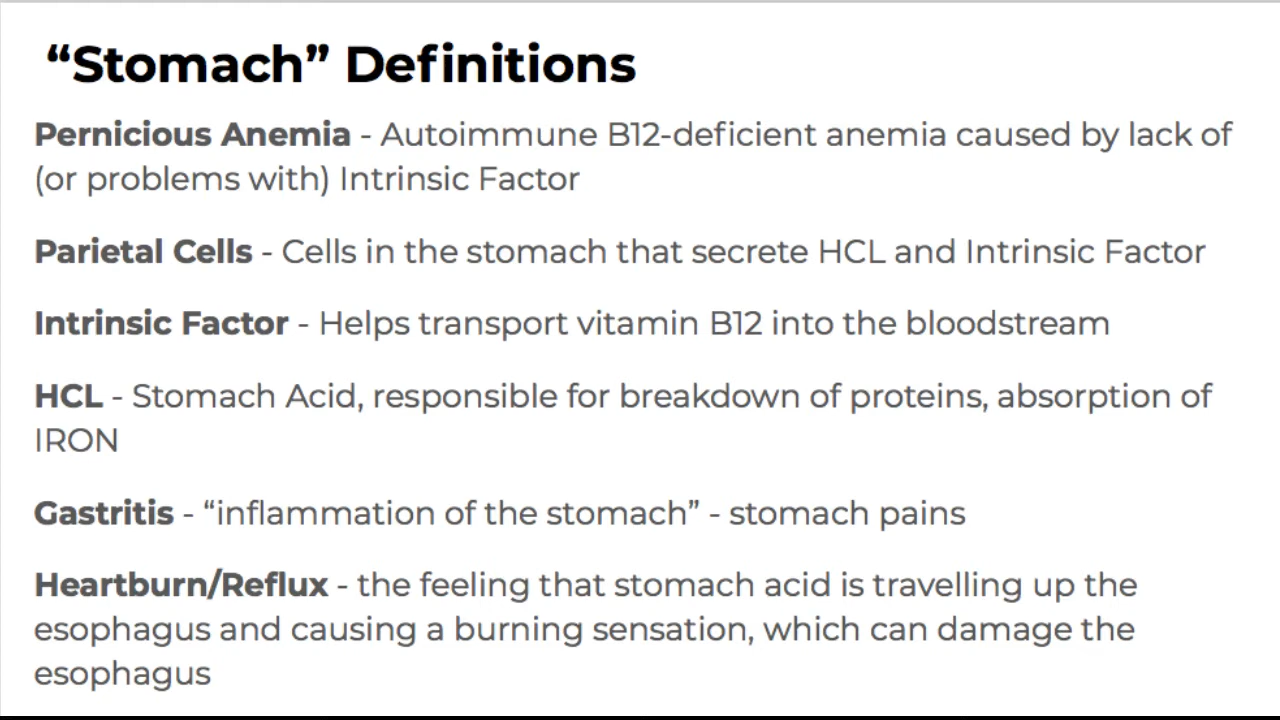 “Stomach” Definitions
Pernicious Anemia - Autoimmune B12-deficient anemia caused by lack of
(or problems with) Intrinsic Factor
Parietal Cells - Cells in the stomach that secrete HCL and Intrinsic Factor
Intrinsic Factor - Helps transport vitamin B12 into the bloodstream
HCL - Stomach Acid, responsible for breakdown of proteins, absorption of
IRON
Gastritis - “inflammation of the stomach” - stomach pains
Heartburn/Reflux - the feeling that stomach acid is travelling up the
esophagus and causing a burning sensation, which can damage the
esophagus